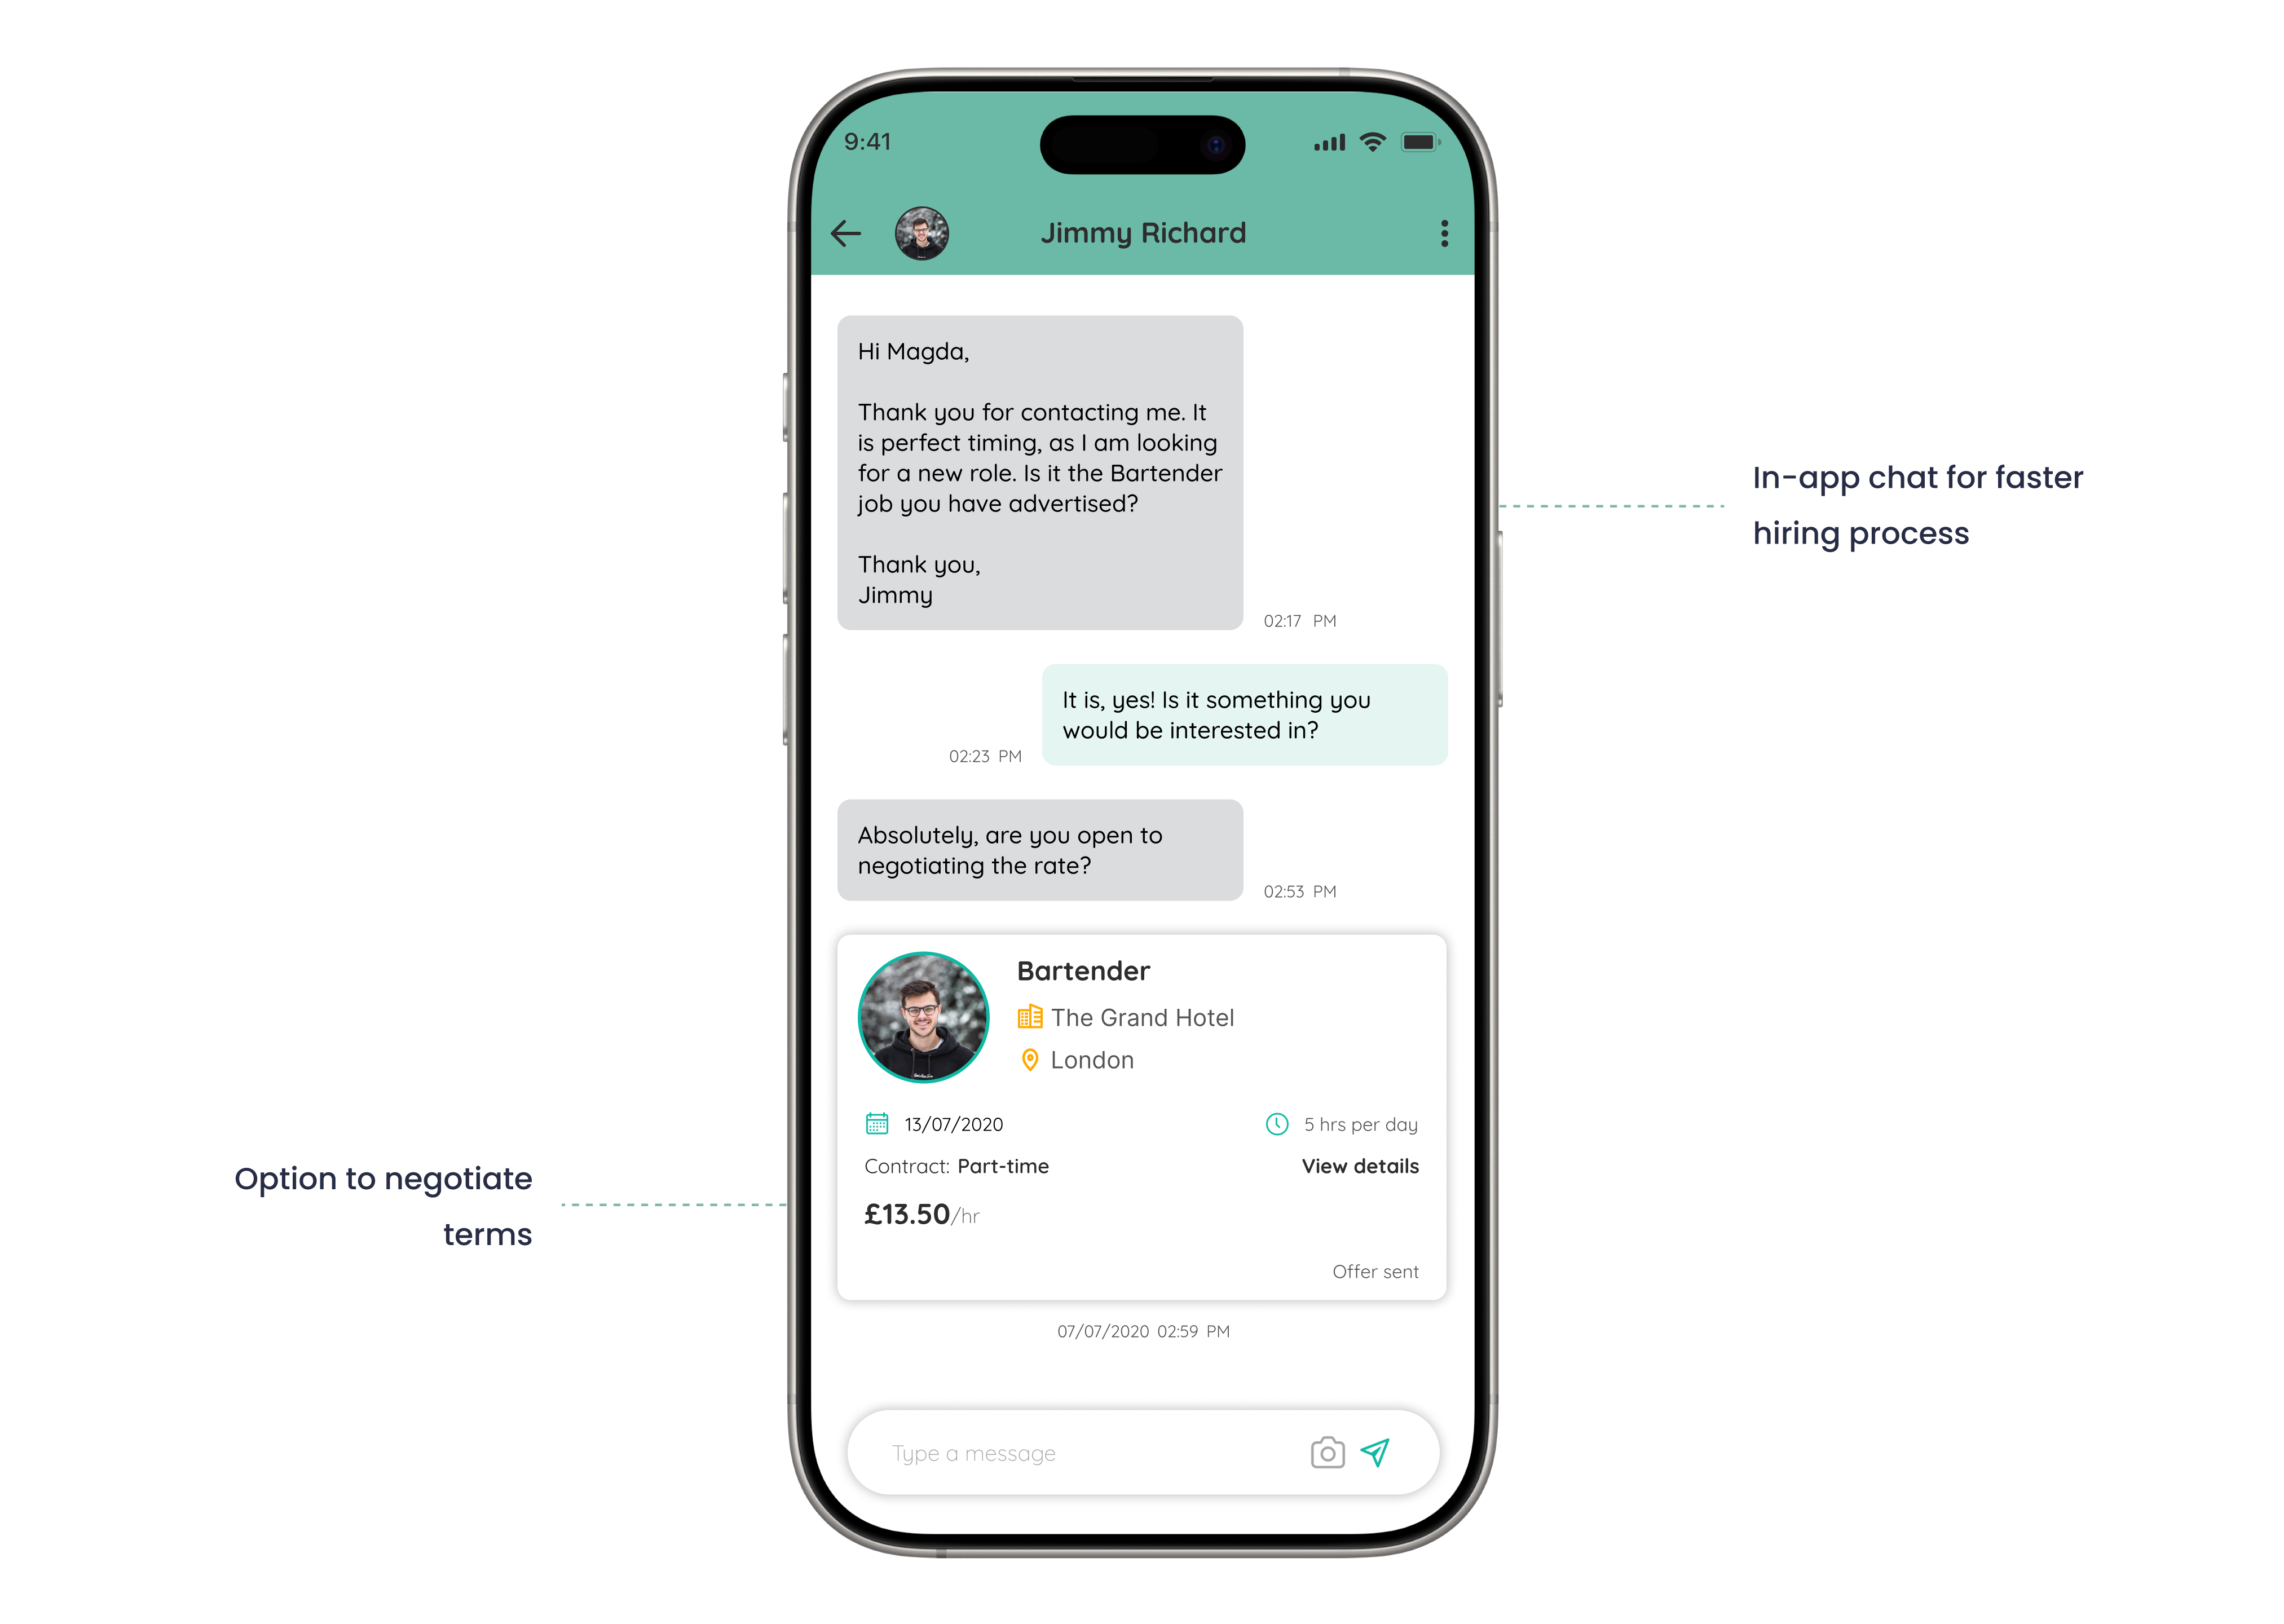 9:41
Jimmy Richard
Hi Magda,
Thank you for contacting me. It
is perfect timing, as I am looking
for a new role. Is it the Bartender
job you have advertised?
Thank you,
Jimmy
02:17 PM
In-app chat for faster
hiring process
It is, yes! Is it something you
would be interested in?
02:23 PM
Absolutely, are you open to
negotiating the rate?
02:53 PM
Bartender
The Grand Hotel
London
13/07/2020
5 hrs per day
Contract: Part-time
View details
£13.50/hr
Offer sent
Option to negotiate
terms
07/07/2020 02:59 PM
Type a message